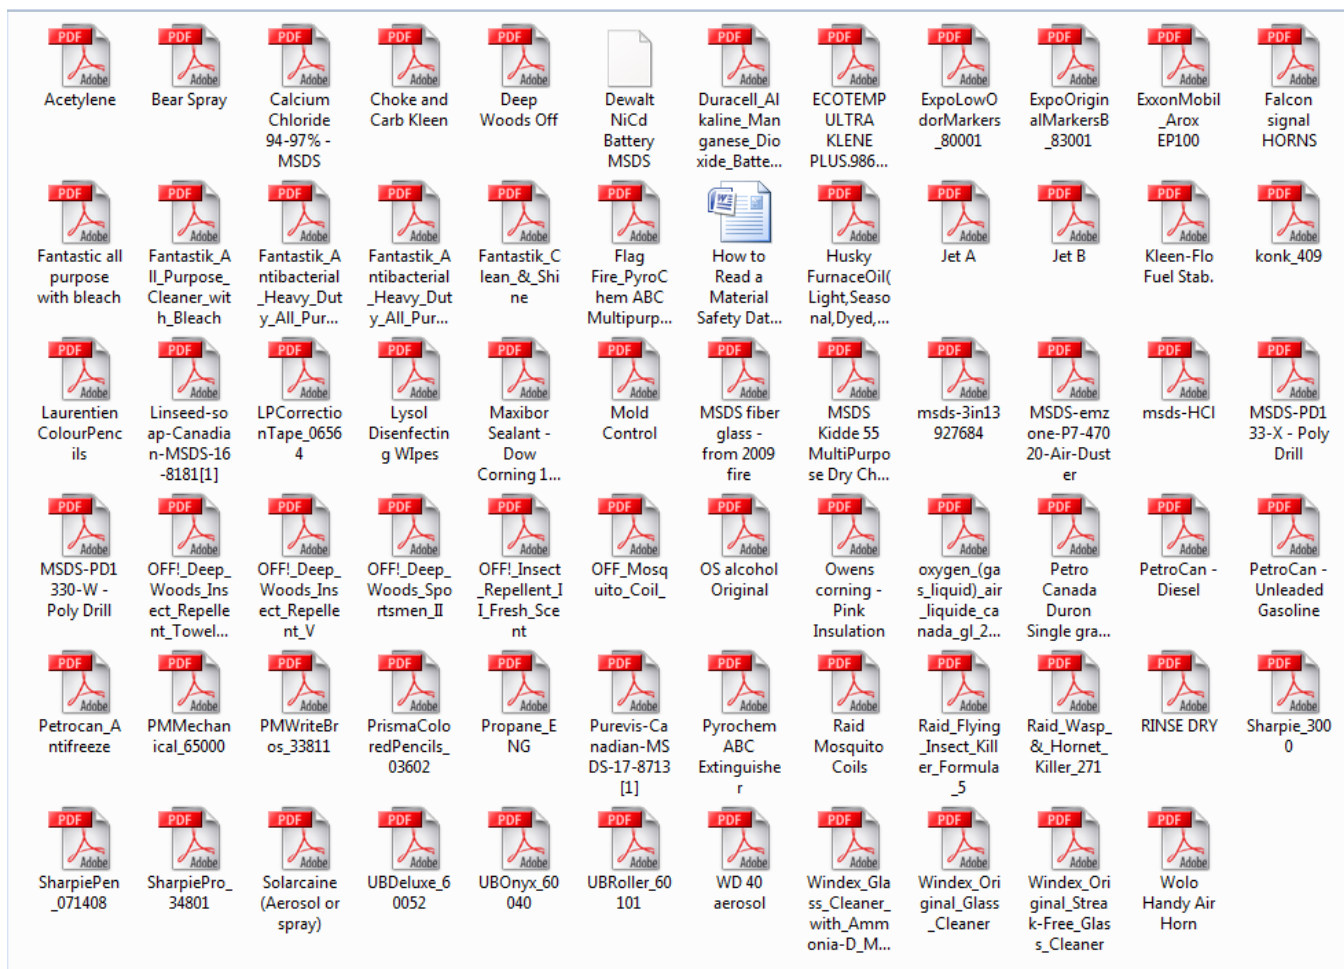 Acetylene
Bear Spray
Calcium
Chloride
94-97% -
MSDS
Choke and
Carb Kleen
Deep
Woods Off
Dewalt
NiCd
Battery
MSDS
Duracell_Al
kaline_Man
ganese_Dio
xide_Batte...
ECOTEMP
ULTRA
KLENE
PLUS.986...
ExpoLowO
dorMarkers
_80001
ExpoOrigin
alMarkersB
_83001
ExxonMobil
_Arox
EP100
Falcon
signal
HORNS
Fantastic all
purpose
with bleach
Fantastik_A
ll_Purpose_
Cleaner_wit
h_Bleach
Fantastik_A
ntibacterial
_Heavy_Dut
y_All_Pur...
Fantastik_A
ntibacterial
_Heavy_Dut
y_All_Pur...
Fantastik_C
lean_&_Shi
ne
Flag
Fire_PyroC
hem ABC
Multipurp...
How to
Read a
Material
Safety Dat...
Husky
FurnaceOil(
Light,Seaso
nal,Dyed,...
Jet A
Jet B
Kleen-Flo
Fuel Stab.
konk_409
Laurentien
ColourPenc
ils
Linseed-so
ap-Canadia
n-MSDS-16
-8181[1]
LPCorrectio
nTape_0656
4
Lysol
Disenfectin
g WIpes
Maxibor
Sealant -
Dow
Corning 1...
Mold
Control
MSDS fiber
glass -
from 2009
fire
MSDS
Kidde 55
MultiPurpo
se Dry Ch...
msds-3in13
927684
MSDS-emz
one-P7-470
20-Air-Dust
er
msds-HCl
MSDS-PD1
33-X - Poly
Drill
MSDS-PD1
330-W -
Poly Drill
OFF!_Deep_
Woods_Ins
ect_Repelle
nt_Towel...
OFF!_Deep_
Woods_Ins
ect_Repelle
nt_V
OFF!_Deep_
Woods_Spo
rtsmen_II
OFF!_Insect
_Repellent_I
I_Fresh_Sce
nt
OFF_Mosq
uito_Coil_
OS alcohol
Original
Owens
corning -
Pink
Insulation
oxygen_(ga
s_liquid)_air
_liquide_ca
nada_gl_2...
Petro
Canada
Duron
Single gra...
PetroCan -
Diesel
PetroCan -
Unleaded
Gasoline
Petrocan_A
ntifreeze
PMMechan
ical_65000
PMWriteBr
os_33811
PrismaColo
redPencils_
03602
Propane_E
NG
Purevis-Ca
nadian-MS
DS-17-8713
[1]
Pyrochem
ABC
Extinguishe
r
Raid
Mosquito
Coils
Raid_Flying
_Insect_Kill
er_Formula
_5
Raid_Wasp_
&_Hornet_
Killer_271
RINSE DRY
Sharpie_300
0
SharpiePen
_071408
SharpiePro_
34801
Solarcaine
(Aerosol or
spray)
UBDeluxe_6
0052
UBOnyx_60
040
UBRoller_60
101
WD 40
aerosol
Windex_Gla
ss_Cleaner_
with_Amm
onia-D_M...
Windex_Ori
ginal_Glass
_Cleaner
Windex_Ori
ginal_Strea
k-Free_Glas
s_Cleaner
Wolo
Handy Air
Horn